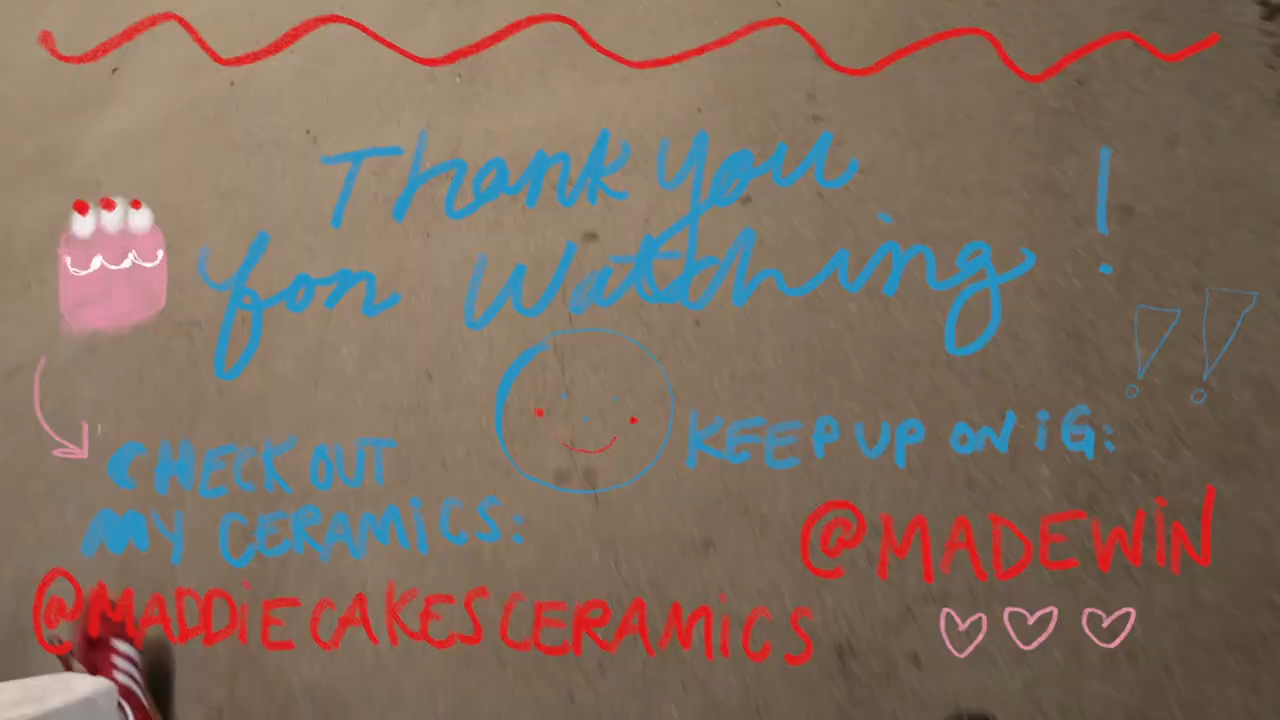 Thank you
for Watching!
!!
CHECK OUT
MY CERAMICS:
@MADDIECAKESCERAMICS
KEEP UP ON IG:
@MADEWIN